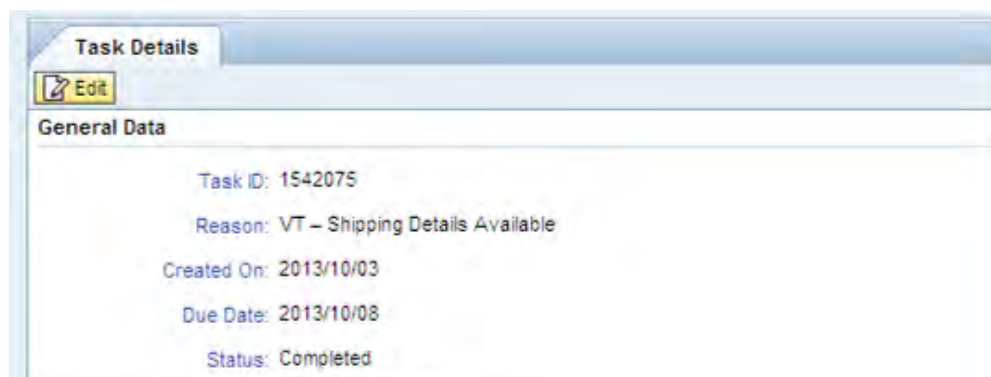 Task Details
Edit
General Data
Task ID: 1542075
Reason: VT – Shipping Details Available
Created On: 2013/10/03
Due Date: 2013/10/08
Status: Completed